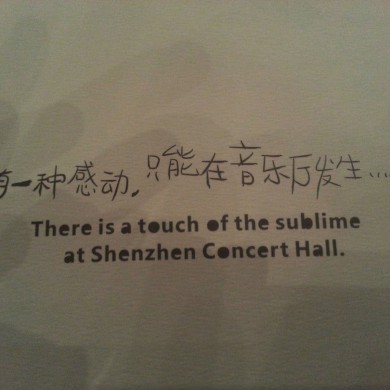 有一种感动,只能在音乐厅发生...
There is a touch of the sublime
at Shenzhen Concert Hall.